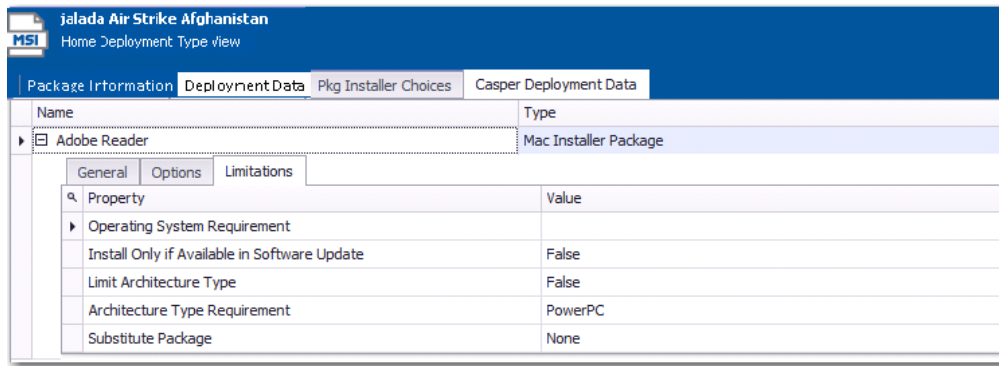 jalada Air Strike Afghanistan
MSI
Home Deployment Type View
Package Information Deployment Data Pkg Installer Choices Casper Deployment Data
Name Type
Adobe Reader Mac Installer Package
General Options Limitations
Property Value
Operating System Requirement
Install Only if Available in Software Update False
Limit Architecture Type False
Architecture Type Requirement PowerPC
Substitute Package None